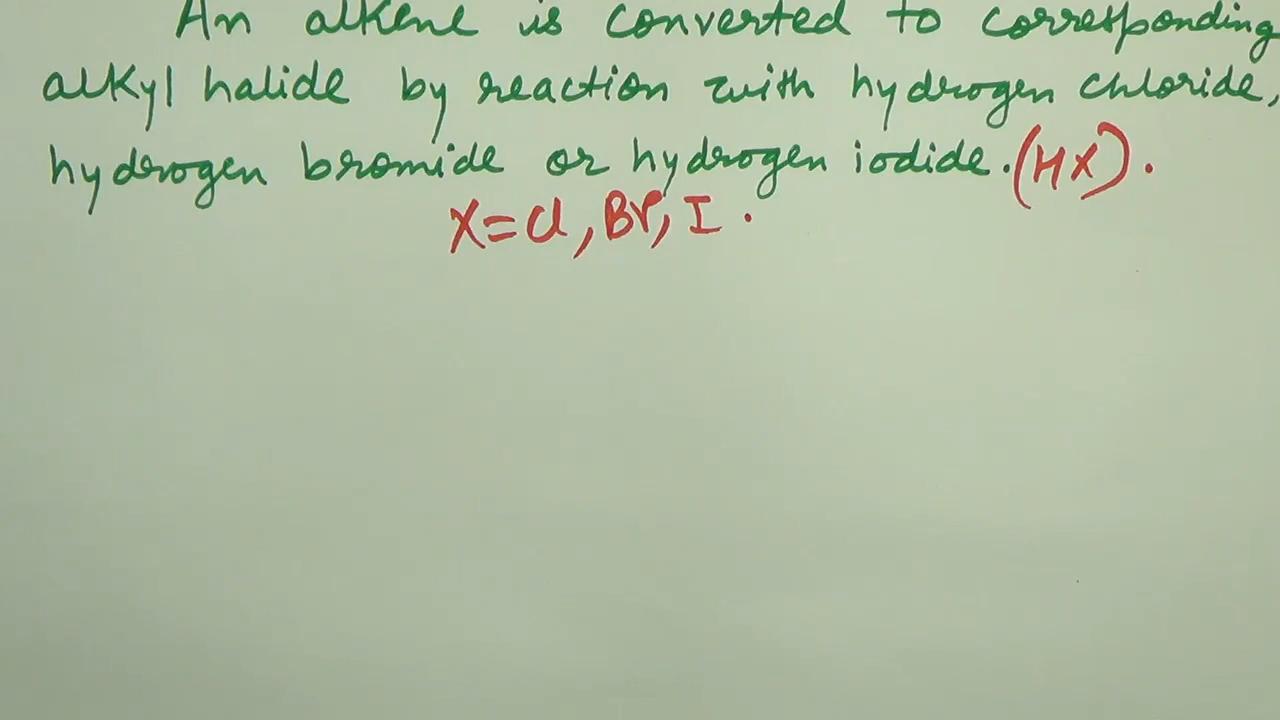 An alkene is converted to corresponding
alkyl halide by reaction with hydrogen chloride,
hydrogen bromide or hydrogen iodide. (HX).
X=Cl, Br, I.